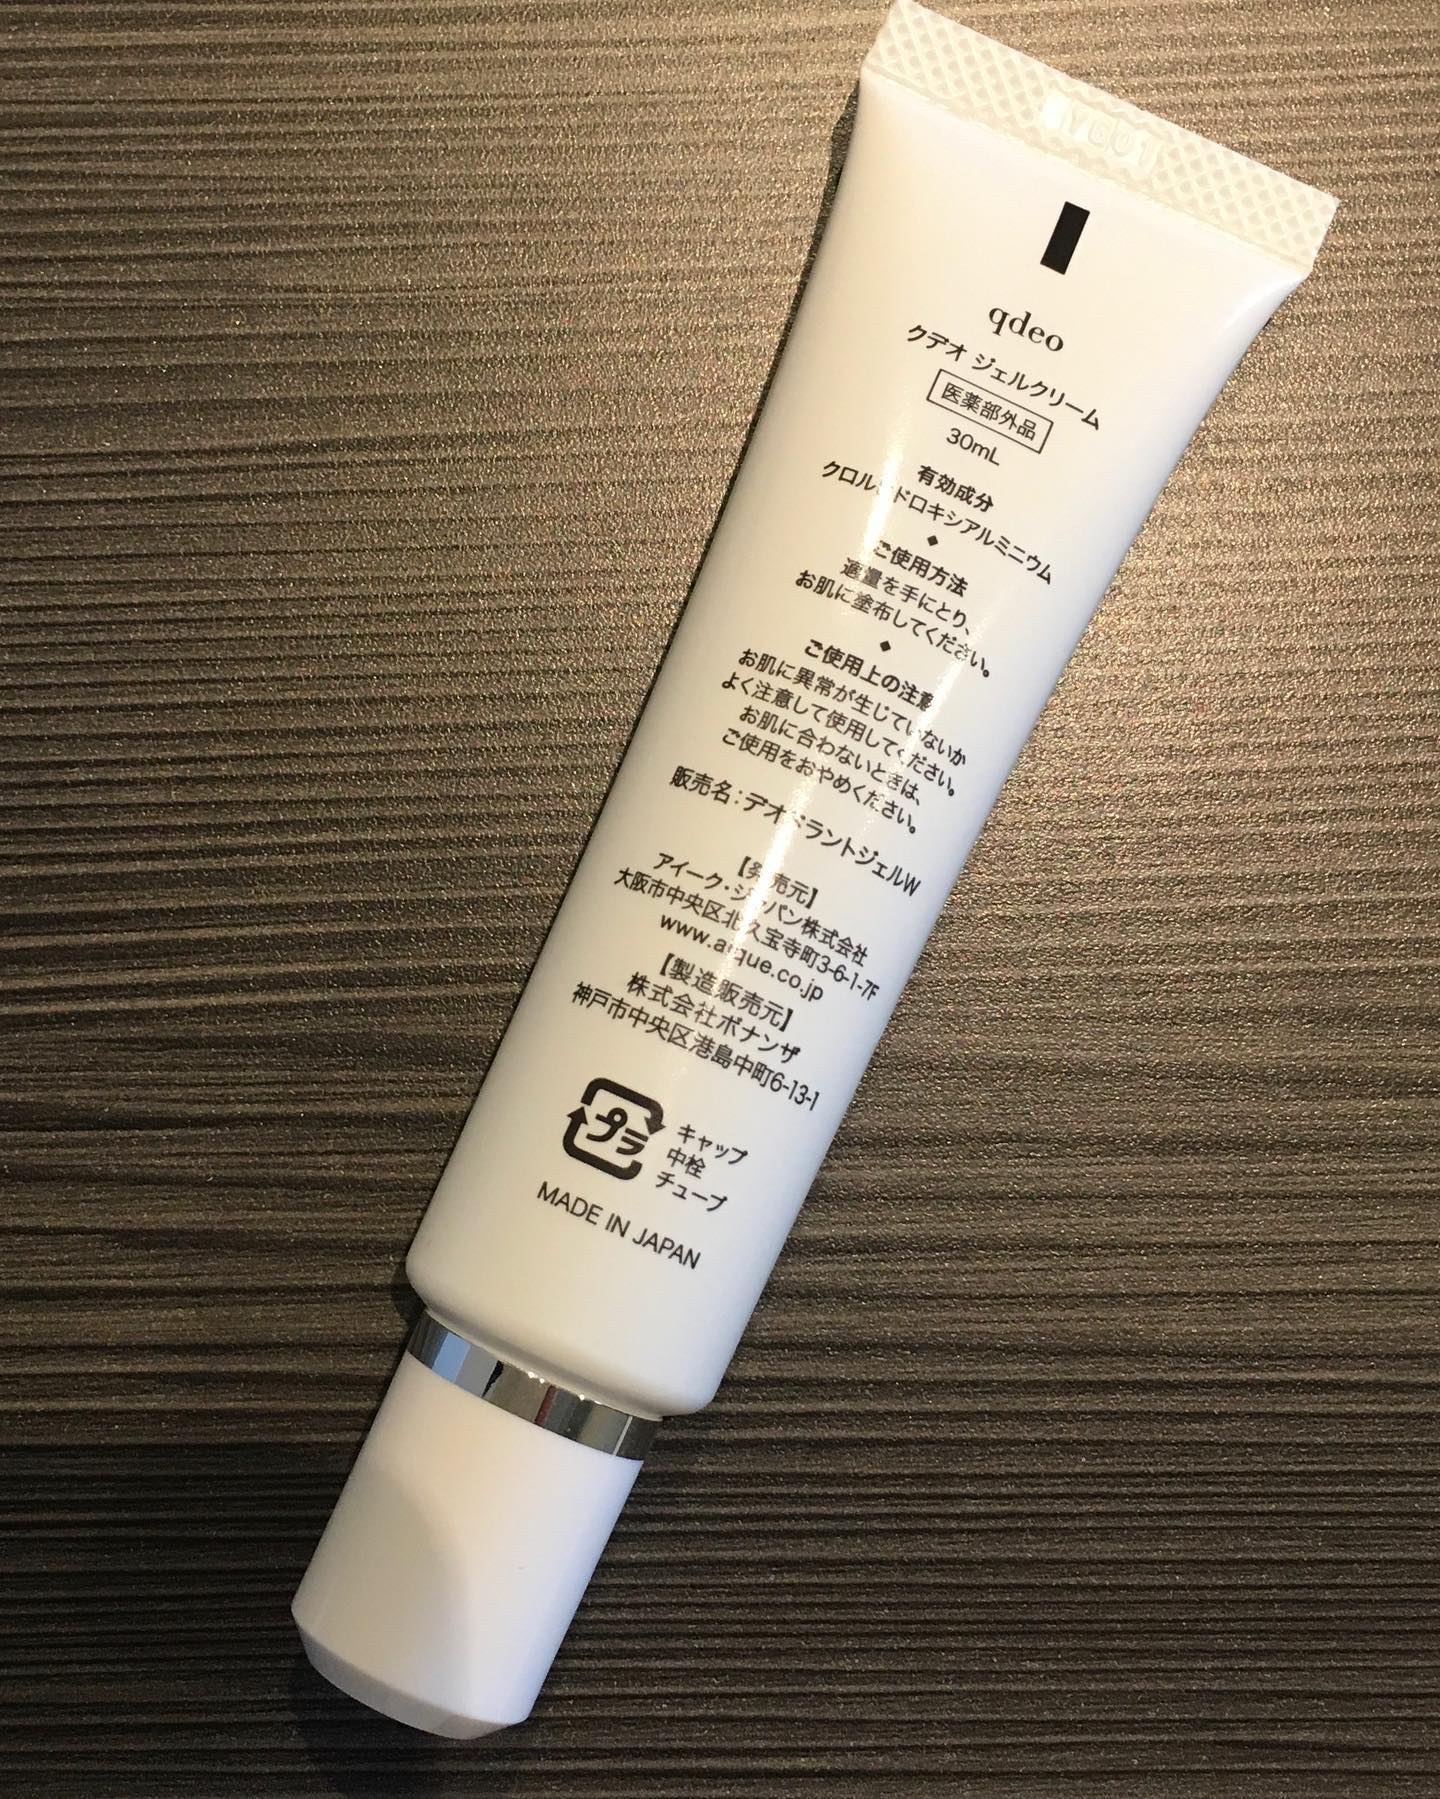 qdeo
クデオ ジェルクリーム
医薬部外品
30mL
有効成分
クロルヒドロキシアルミニウム
◆
ご使用方法
適量を手にとり、
お肌に塗布してください。
◆
ご使用上の注意
お肌に異常が生じていないか
よく注意して使用してください。
お肌に合わないときは、
ご使用をおやめください。
販売名：デオドラントジェルW
【発売元】
アイーク・ジャパン株式会社
大阪市中央区北久宝寺町3-6-1-7F
【製造販売元】
株式会社ボナンザ
神戸市中央区港島中町6-13-1
プラ
キャップ
中栓
チューブ
MADE IN JAPAN